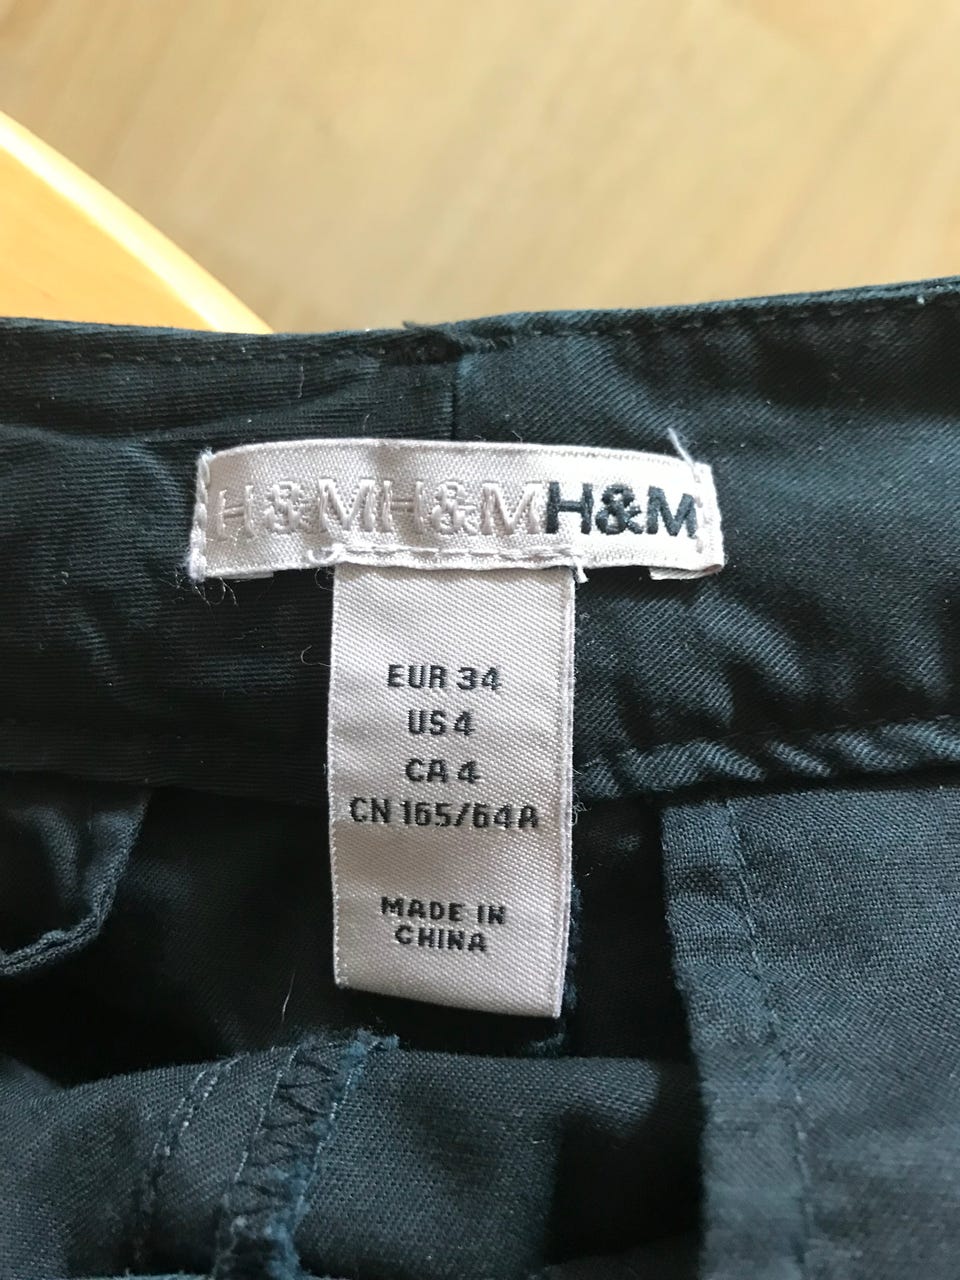 H&MH&MH&M
EUR 34
US 4
CA 4
CN 165/64A
MADE IN
CHINA